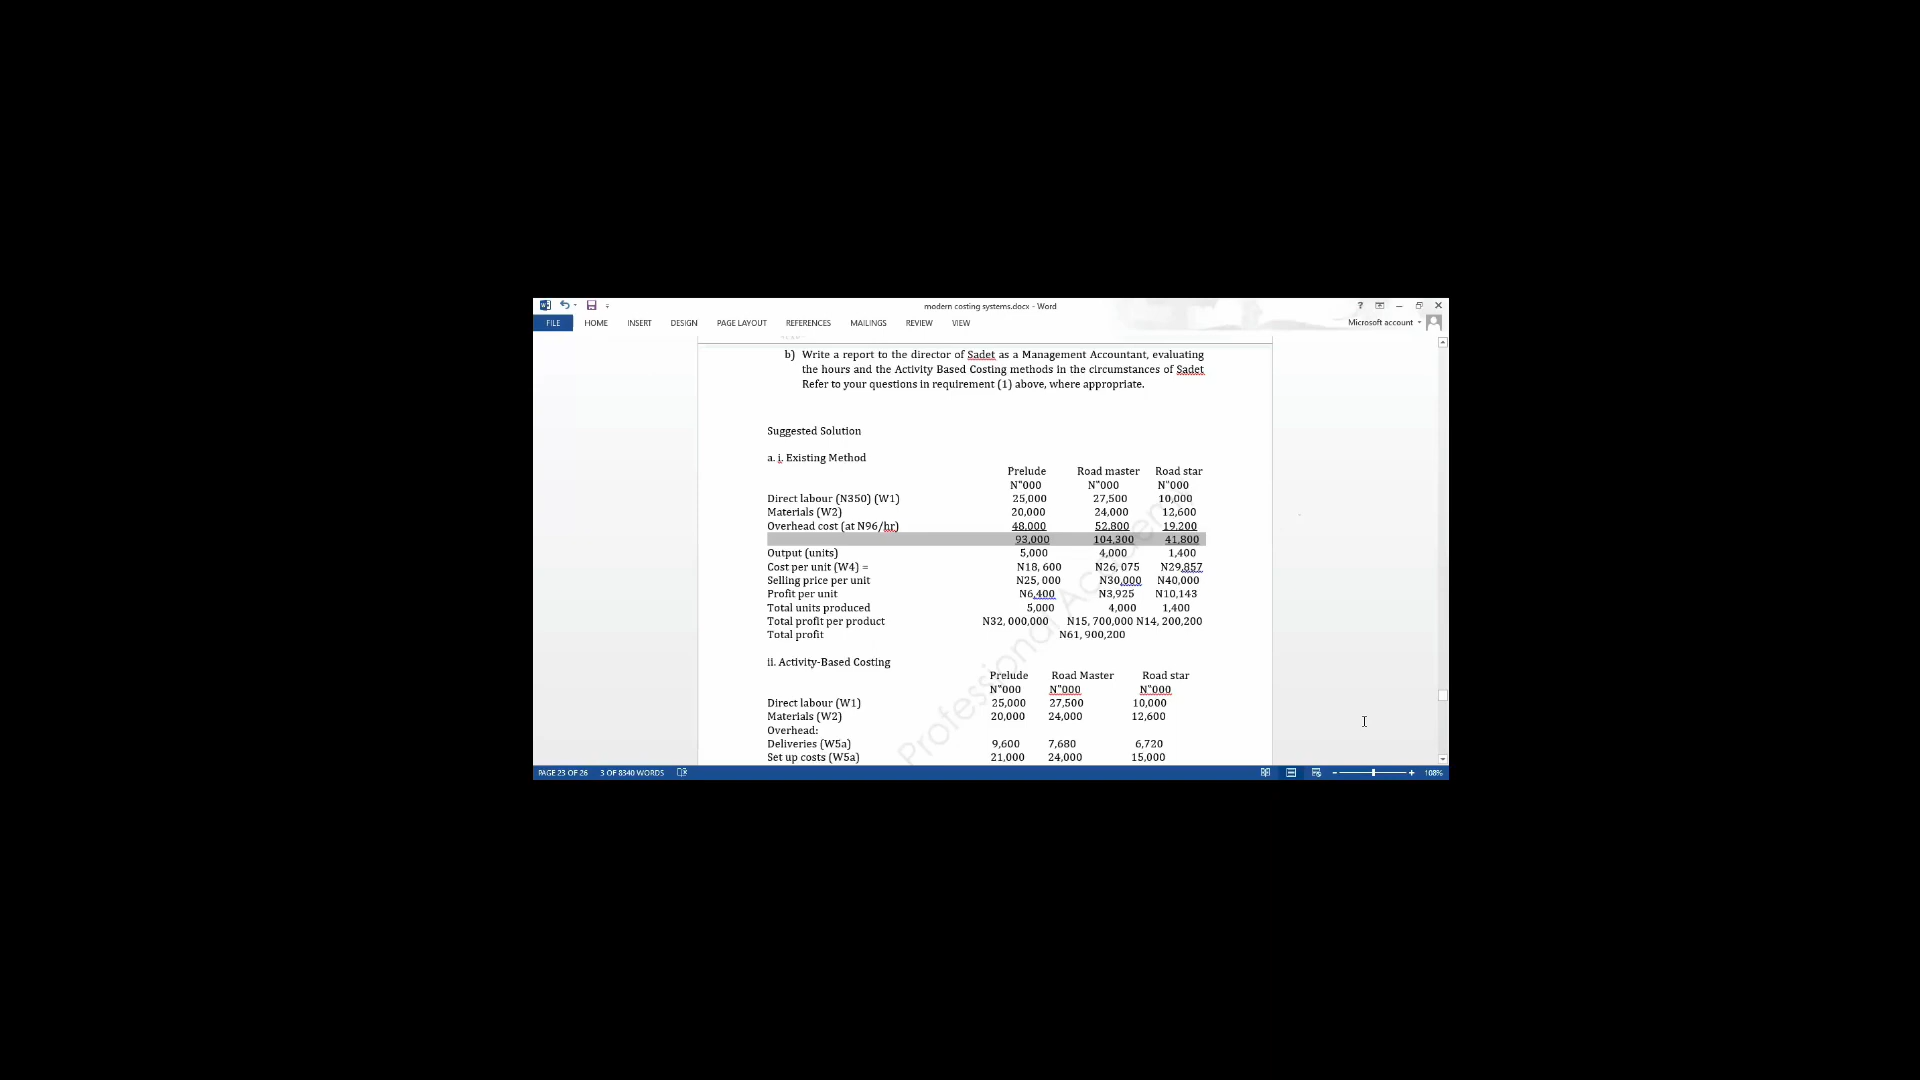 modern costing systems.docx - Word
FILE HOME INSERT DESIGN PAGE LAYOUT REFERENCES MAILINGS REVIEW VIEW Microsoft account
b) Write a report to the director of Sadet as a Management Accountant, evaluating
the hours and the Activity Based Costing methods in the circumstances of Sadet
Refer to your questions in requirement (1) above, where appropriate.
Suggested Solution
a. i. Existing Method
Prelude Road master Road star
N"000 N"000 N"000
Direct labour (N350) (W1) 25,000 27,500 10,000
Materials (W2) 20,000 24,000 12,600
Overhead cost (at N96/hr) 48,000 52,800 19,200
93,000 104,300 41,800
Output (units) 5,000 4,000 1,400
Cost per unit (W4) = N18, 600 N26, 075 N29,857
Selling price per unit N25, 000 N30,000 N40,000
Profit per unit N6,400 N3,925 N10,143
Total units produced 5,000 4,000 1,400
Total profit per product N32, 000,000 N15, 700,000 N14, 200,200
Total profit N61, 900,200
ii. Activity-Based Costing
Prelude Road Master Road star
N"000 N"000 N"000
Direct labour (W1) 25,000 27,500 10,000
Materials (W2) 20,000 24,000 12,600
Overhead:
Deliveries (W5a) 9,600 7,680 6,720
Set up costs (W5a) 21,000 24,000 15,000
Professional Academ
PAGE 23 OF 26 3 OF 8340 WORDS 108%